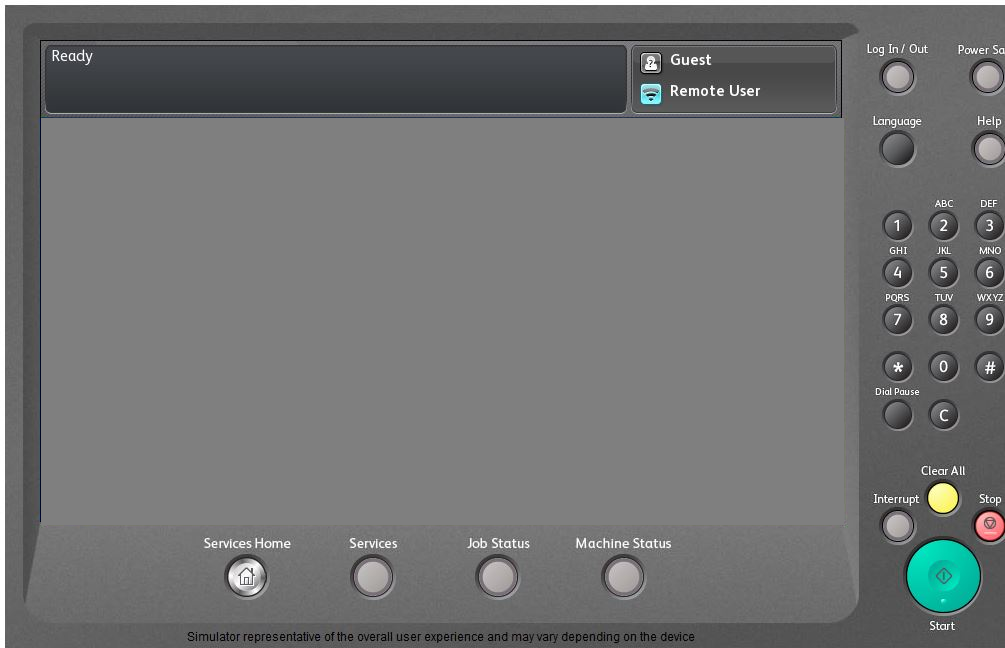 Ready
Guest
Remote User
Log In / Out
Language
Help
ABC
DEF
1
2
3
GHI
JKL
MNO
4
5
6
PQRS
TUV
WXYZ
7
8
9
*
0
#
Dial Pause
C
Clear All
Interrupt
Stop
Start
Services Home
Services
Job Status
Machine Status
Simulator representative of the overall user experience and may vary depending on the device